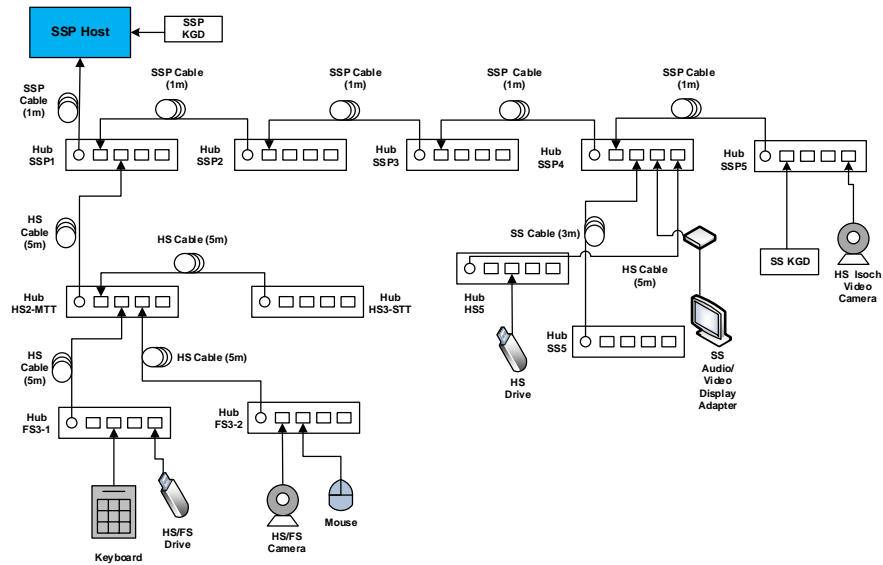 SSP Host
SSP
KGD
SSP
Cable
(1m)
SSP Cable
(1m)
SSP Cable
(1m)
SSP Cable
(1m)
SSP Cable
(1m)
Hub
SSP1
Hub
SSP2
Hub
SSP3
Hub
SSP4
Hub
SSP5
HS
Cable
(5m)
HS Cable (5m)
SS Cable (3m)
HS Cable
(5m)
SS KGD
HS Isoch
Video
Camera
Hub
HS2-MTT
Hub
HS3-STT
Hub
HS5
Hub
SS5
HS
Drive
SS
Audio/
Video
Display
Adapter
HS
Cable
(5m)
HS Cable (5m)
Hub
FS3-1
Hub
FS3-2
Keyboard
HS/FS
Drive
HS/FS
Camera
Mouse